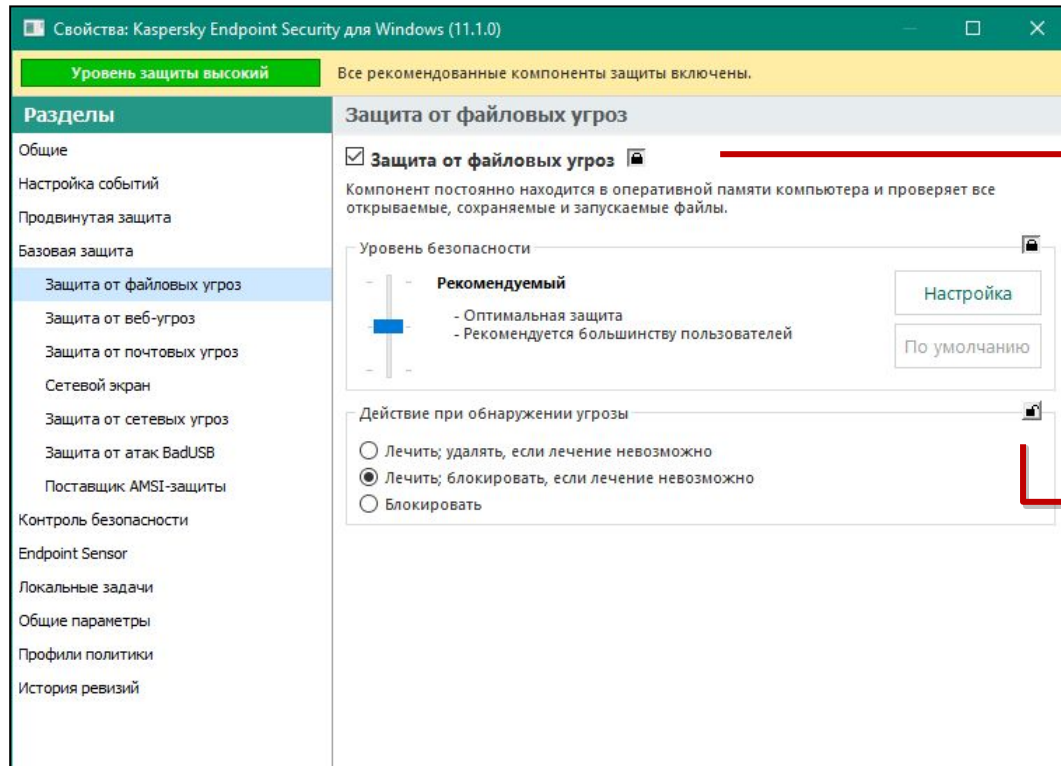 Свойства: Kaspersky Endpoint Security для Windows (11.1.0)
Уровень защиты высокий
Все рекомендованные компоненты защиты включены.
Разделы
Общие
Настройка событий
Продвинутая защита
Базовая защита
Защита от файловых угроз
Защита от веб-угроз
Защита от почтовых угроз
Сетевой экран
Защита от сетевых угроз
Защита от атак BadUSB
Поставщик AMSI-защиты
Контроль безопасности
Endpoint Sensor
Локальные задачи
Общие параметры
Профили политики
История ревизий
Защита от файловых угроз
Защита от файловых угроз
Компонент постоянно находится в оперативной памяти компьютера и проверяет все
открываемые, сохраняемые и запускаемые файлы.
Уровень безопасности
Рекомендуемый
- Оптимальная защита
- Рекомендуется большинству пользователей
Настройка
По умолчанию
Действие при обнаружении угрозы
Лечить; удалять, если лечение невозможно
Лечить; блокировать, если лечение невозможно
Блокировать